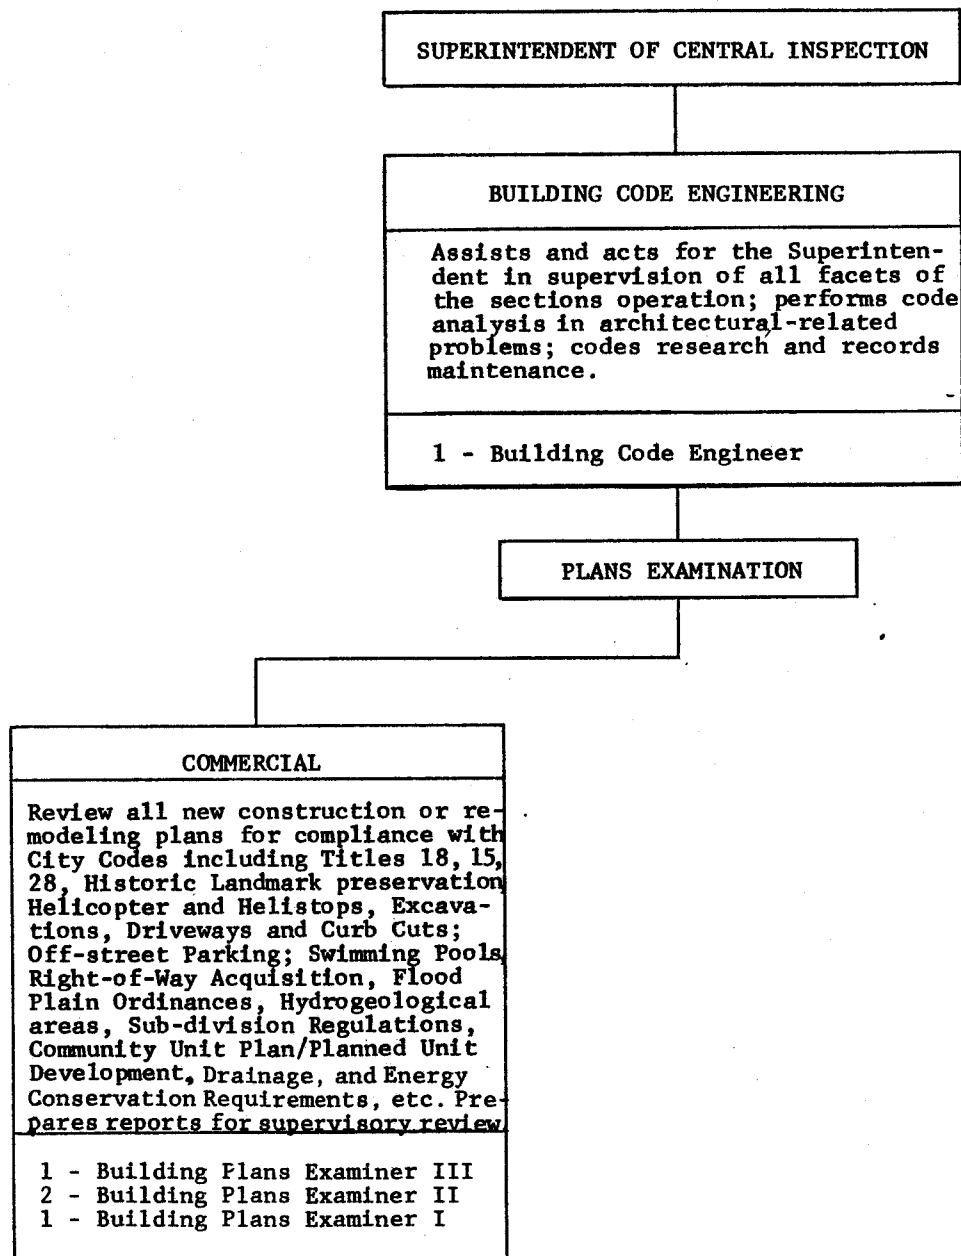 SUPERINTENDENT OF CENTRAL INSPECTION
BUILDING CODE ENGINEERING
Assists and acts for the Superinten-
dent in supervision of all facets of
the sections operation; performs code
analysis in architectural-related
problems; codes research and records
maintenance.
1 - Building Code Engineer
PLANS EXAMINATION
COMMERCIAL
Review all new construction or re-
modeling plans for compliance with
City Codes including Titles 18, 15,
28, Historic Landmark preservation
Helicopter and Helistops, Excava-
tions, Driveways and Curb Cuts;
Off-street Parking; Swimming Pools,
Right-of-Way Acquisition, Flood
Plain Ordinances, Hydrogeological
areas, Sub-division Regulations,
Community Unit Plan/Planned Unit
Development, Drainage, and Energy
Conservation Requirements, etc. Pre-
pares reports for supervisory review
1 - Building Plans Examiner III
2 - Building Plans Examiner II
1 - Building Plans Examiner I